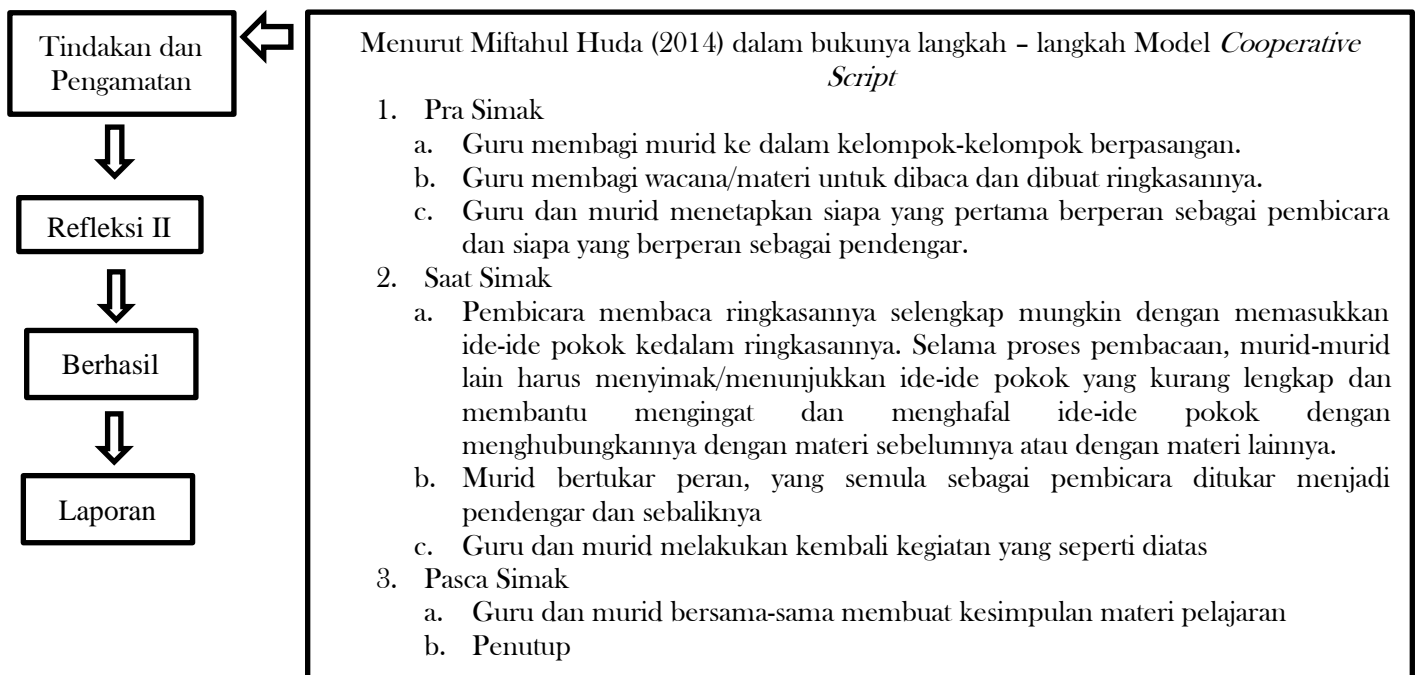 Tindakan dan
Pengamatan
Refleksi II
Berhasil
Laporan
Menurut Miftahul Huda (2014) dalam bukunya langkah – langkah Model Cooperative
Script
1. Pra Simak
a. Guru membagi murid ke dalam kelompok-kelompok berpasangan.
b. Guru membagi wacana/materi untuk dibaca dan dibuat ringkasannya.
c. Guru dan murid menetapkan siapa yang pertama berperan sebagai pembicara
dan siapa yang berperan sebagai pendengar.
2. Saat Simak
a. Pembicara membaca ringkasannya selengkap mungkin dengan memasukkan
ide-ide pokok kedalam ringkasannya. Selama proses pembacaan, murid-murid
lain harus menyimak/menunjukkan ide-ide pokok yang kurang lengkap dan
membantu mengingat dan menghafal ide-ide pokok dengan
menghubungkannya dengan materi sebelumnya atau dengan materi lainnya.
b. Murid bertukar peran, yang semula sebagai pembicara ditukar menjadi
pendengar dan sebaliknya
c. Guru dan murid melakukan kembali kegiatan yang seperti diatas
3. Pasca Simak
a. Guru dan murid bersama-sama membuat kesimpulan materi pelajaran
b. Penutup